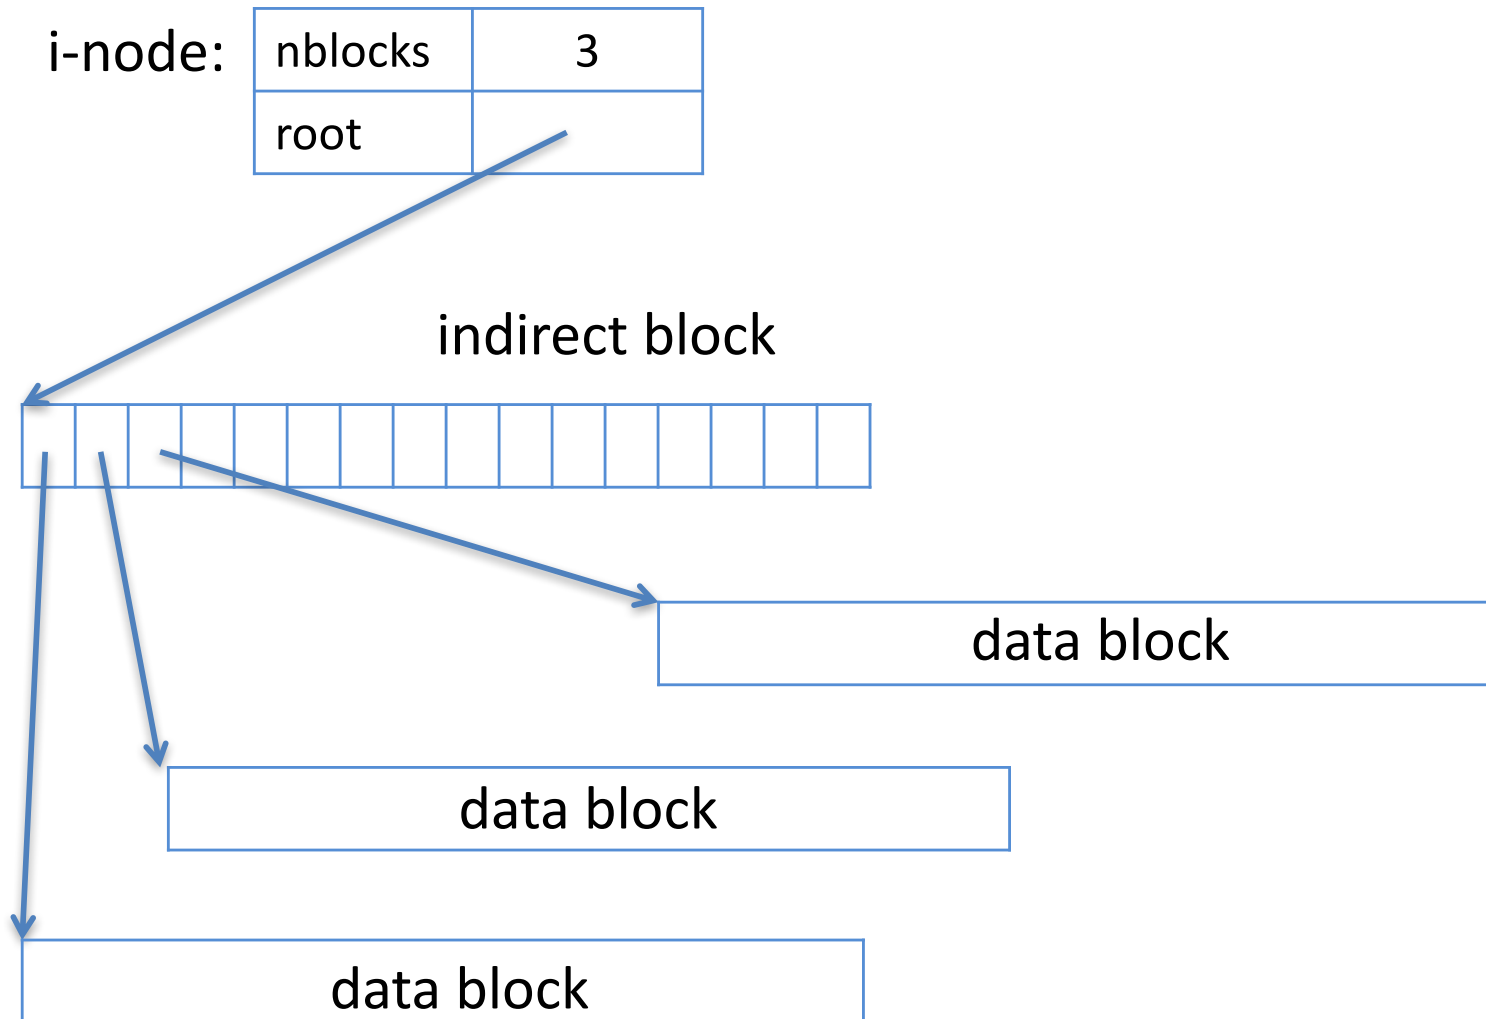 i-node:
nblocks 3
root
indirect block
data block
data block
data block